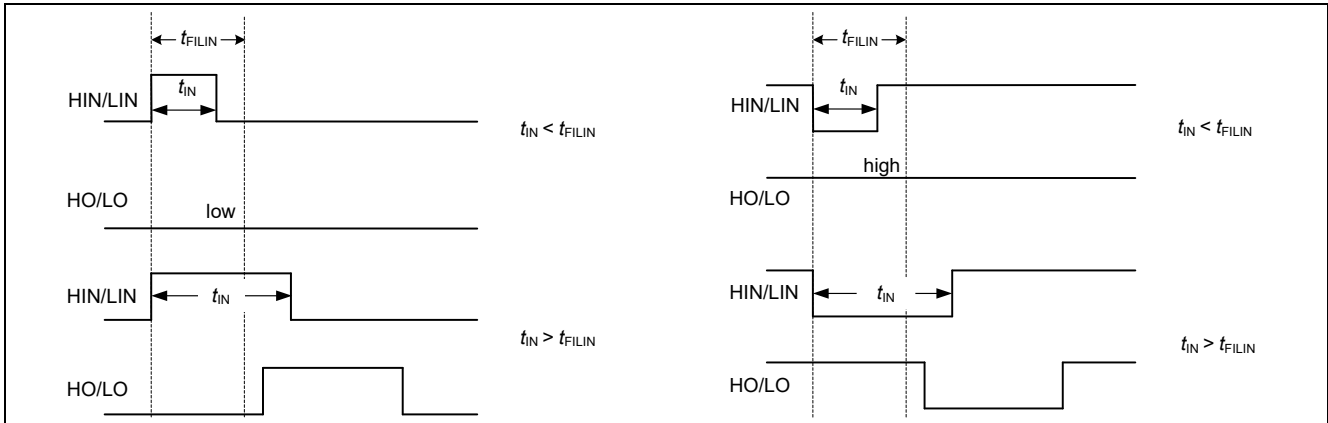 tFILIN
tIN
HIN/LIN
tIN < tFILIN
low
HO/LO
tIN
HIN/LIN
tIN > tFILIN
HO/LO
tFILIN
tIN
HIN/LIN
tIN < tFILIN
high
HO/LO
tIN
HIN/LIN
tIN > tFILIN
HO/LO